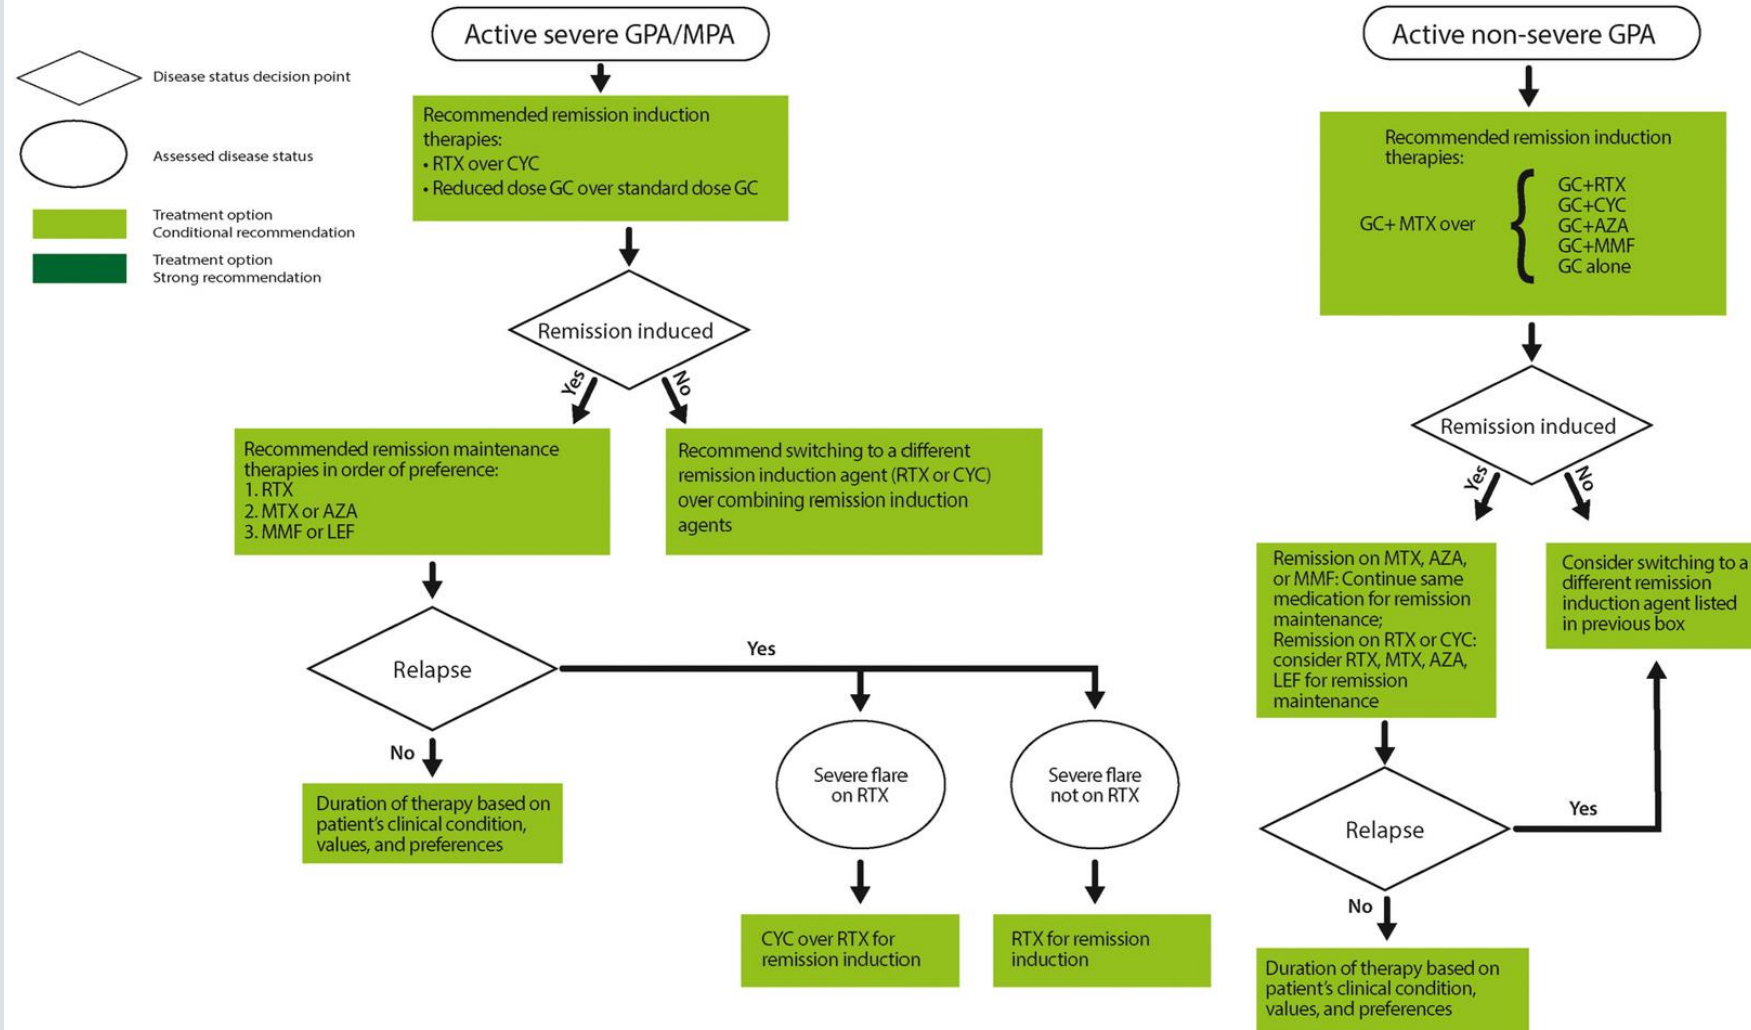 Disease status decision point
Assessed disease status
Treatment option
Conditional recommendation
Treatment option
Strong recommendation
Active severe GPA/MPA
Recommended remission induction
therapies:
• RTX over CYC
• Reduced dose GC over standard dose GC
Remission induced
Yes
No
Recommended remission maintenance
therapies in order of preference:
1. RTX
2. MTX or AZA
3. MMF or LEF
Recommend switching to a different
remission induction agent (RTX or CYC)
over combining remission induction
agents
Relapse
Yes
No
Duration of therapy based on
patient's clinical condition,
values, and preferences
Severe flare
on RTX
Severe flare
not on RTX
CYC over RTX for
remission induction
RTX for remission
induction
Active non-severe GPA
Recommended remission induction
therapies:
GC+ MTX over
GC+RTX
GC+CYC
GC+AZA
GC+MMF
GC alone
Remission induced
Yes
No
Remission on MTX, AZA,
or MMF: Continue same
medication for remission
maintenance;
Remission on RTX or CYC:
consider RTX, MTX, AZA,
LEF for remission
maintenance
Consider switching to a
different remission
induction agent listed
in previous box
Relapse
Yes
No
Duration of therapy based on
patient's clinical condition,
values, and preferences